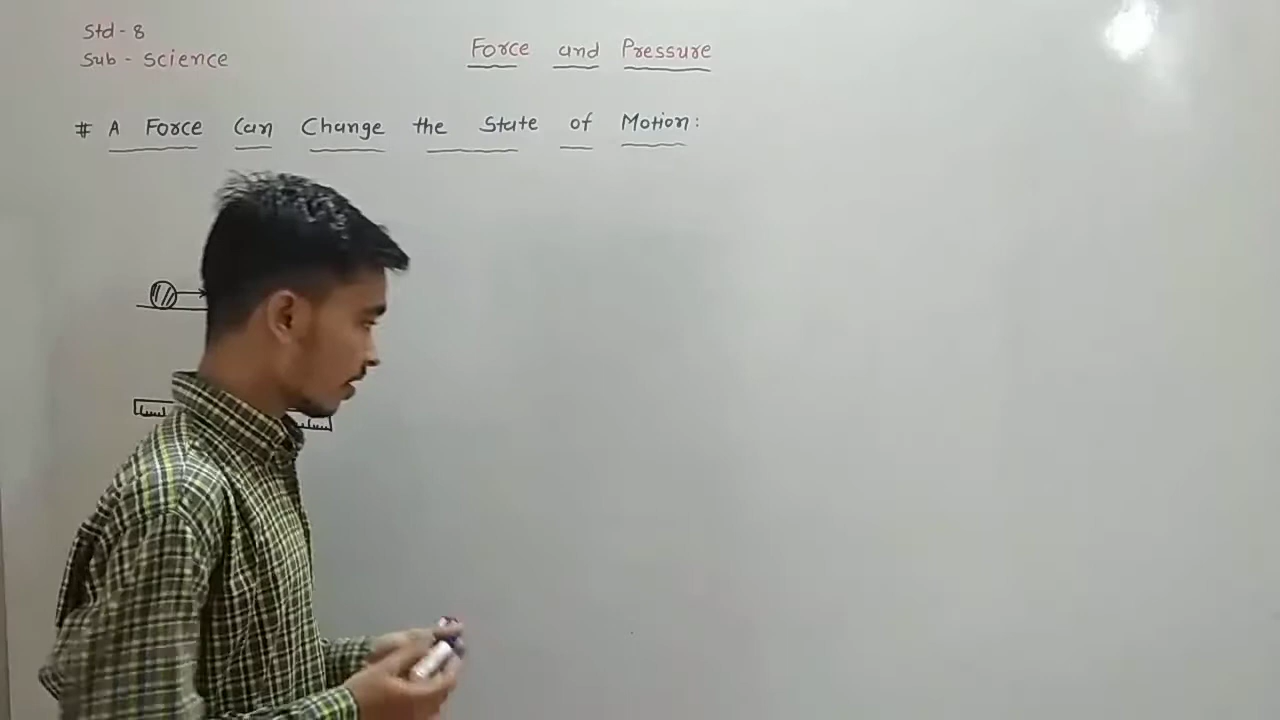 Std - 8
Sub - Science
Force and Pressure
# A Force Can Change the State of Motion: